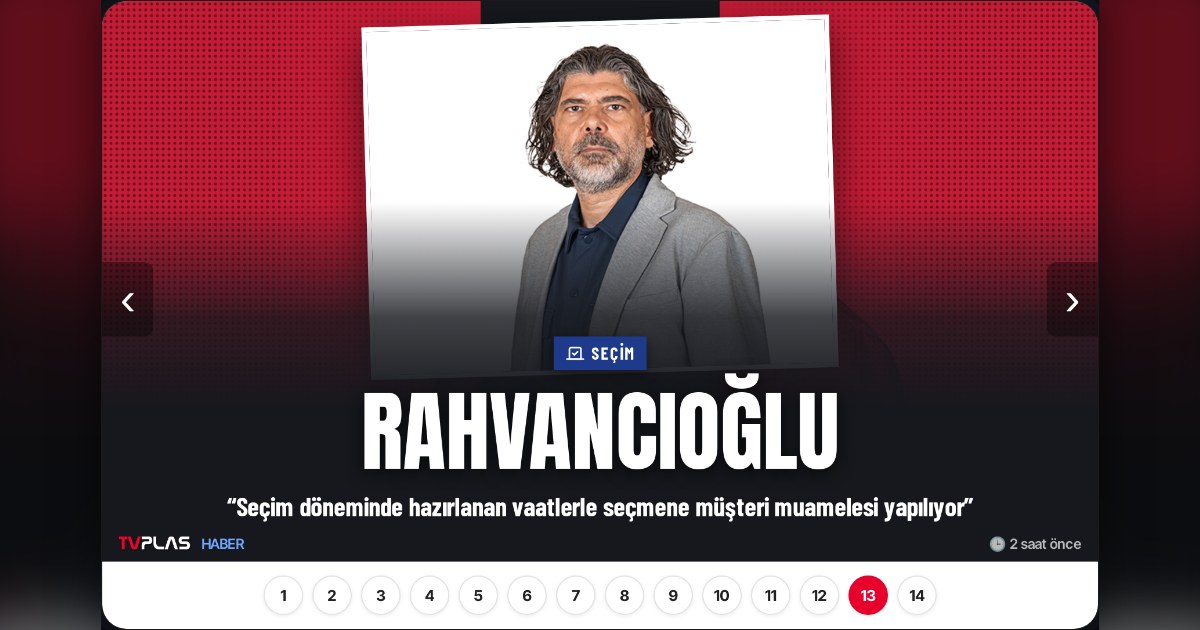 SEÇİM
RAHVANCIOĞLU
“Seçim döneminde hazırlanan vaatlerle seçmene müşteri muamelesi yapılıyor”
TVPLAS HABER
2 saat önce
1 2 3 4 5 6 7 8 9 10 11 12 13 14